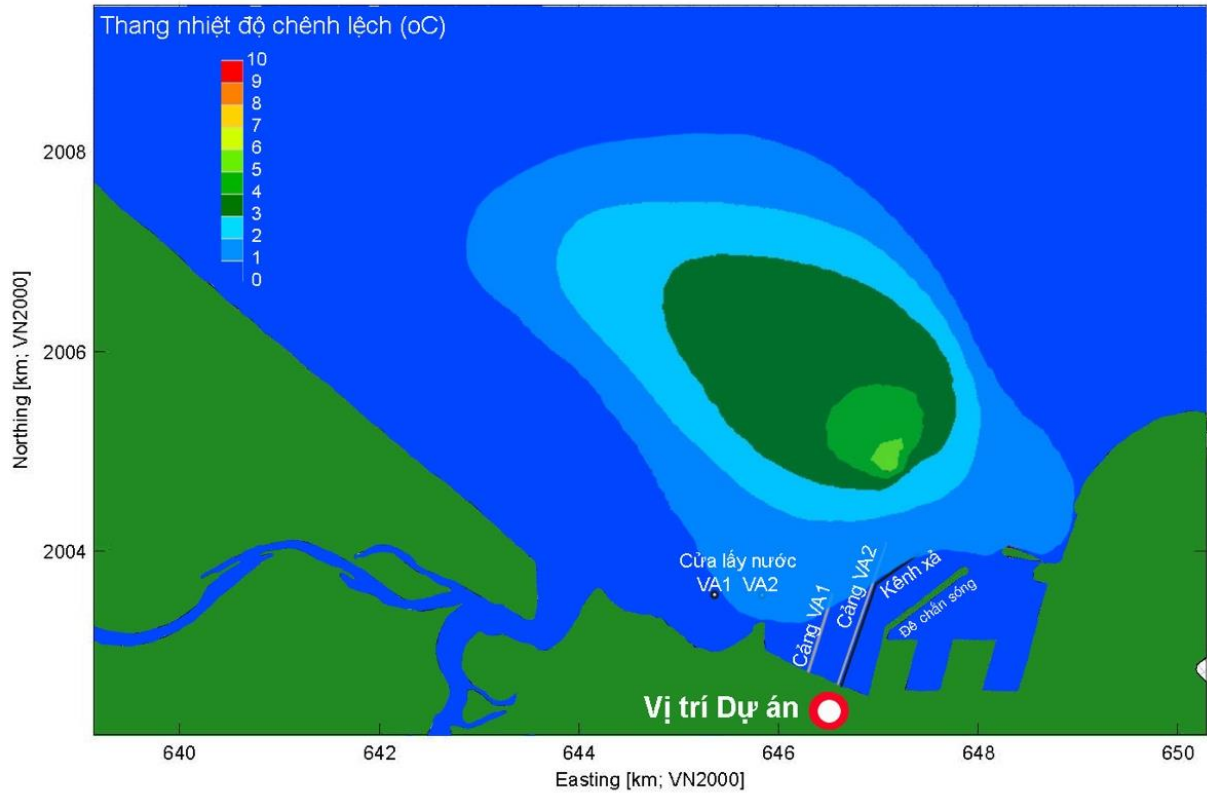 Thang nhiệt độ chênh lệch (oC)
10
9
8
7
6
5
4
3
2
1
0
2008
2006
2004
Northing [km; VN2000]
Cửa lấy nước
VA1 VA2
Cảng VA1
Cảng VA2
Kênh xả
Đê chắn sóng
Vị trí Dự án
640
642
644
646
648
650
Easting [km; VN2000]